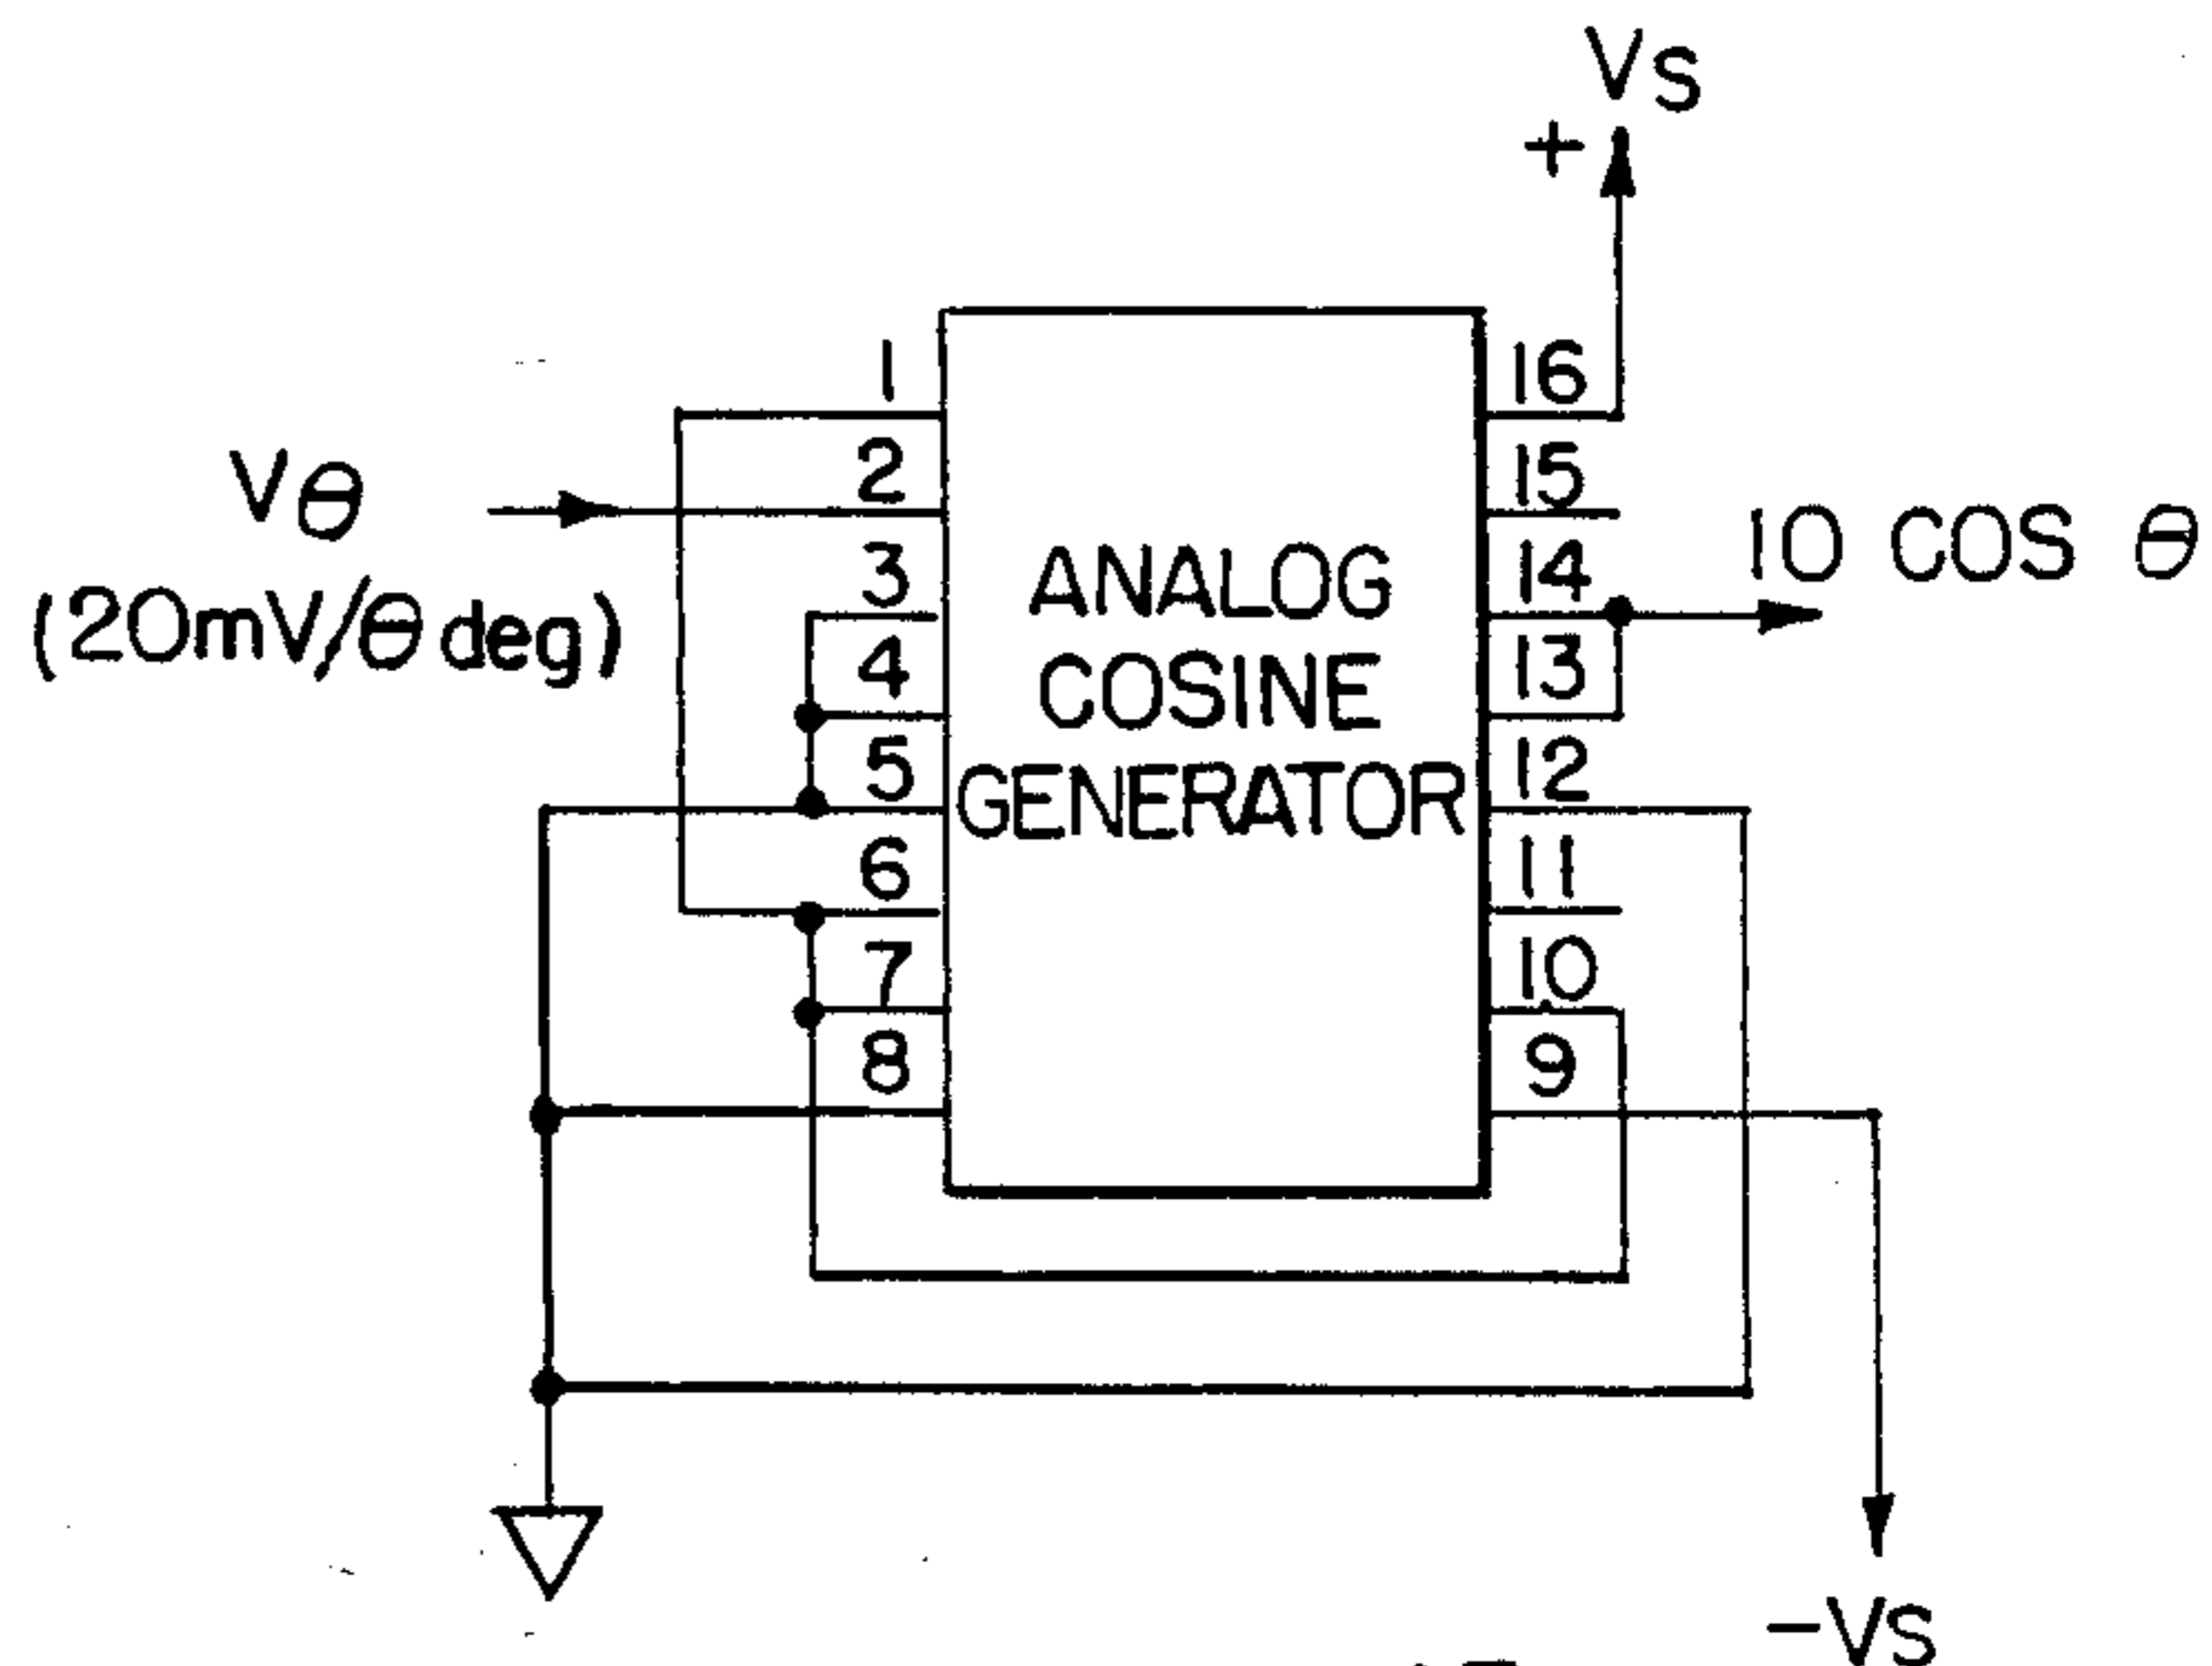 VS
+
1
16
2
15
Vθ
10 COS θ
3
14
(20mV/θdeg)
ANALOG
4
13
COSINE
5
12
GENERATOR
6
11
7
10
8
9
-VS